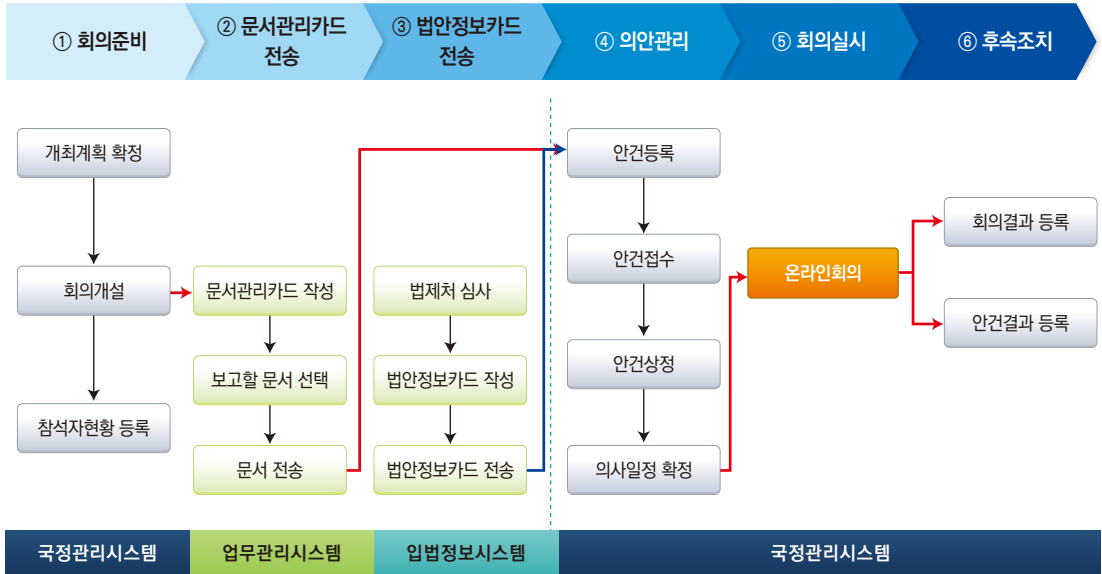 ① 회의준비
② 문서관리카드
전송
③ 법안정보카드
전송
④ 의안관리
⑤ 회의실시
⑥ 후속조치
개최계획 확정
회의개설
참석자현황 등록
문서관리카드 작성
보고할 문서 선택
문서 전송
법제처 심사
법안정보카드 작성
법안정보카드 전송
안건등록
안건접수
안건상정
의사일정 확정
온라인회의
회의결과 등록
안건결과 등록
국정관리시스템
업무관리시스템
입법정보시스템
국정관리시스템